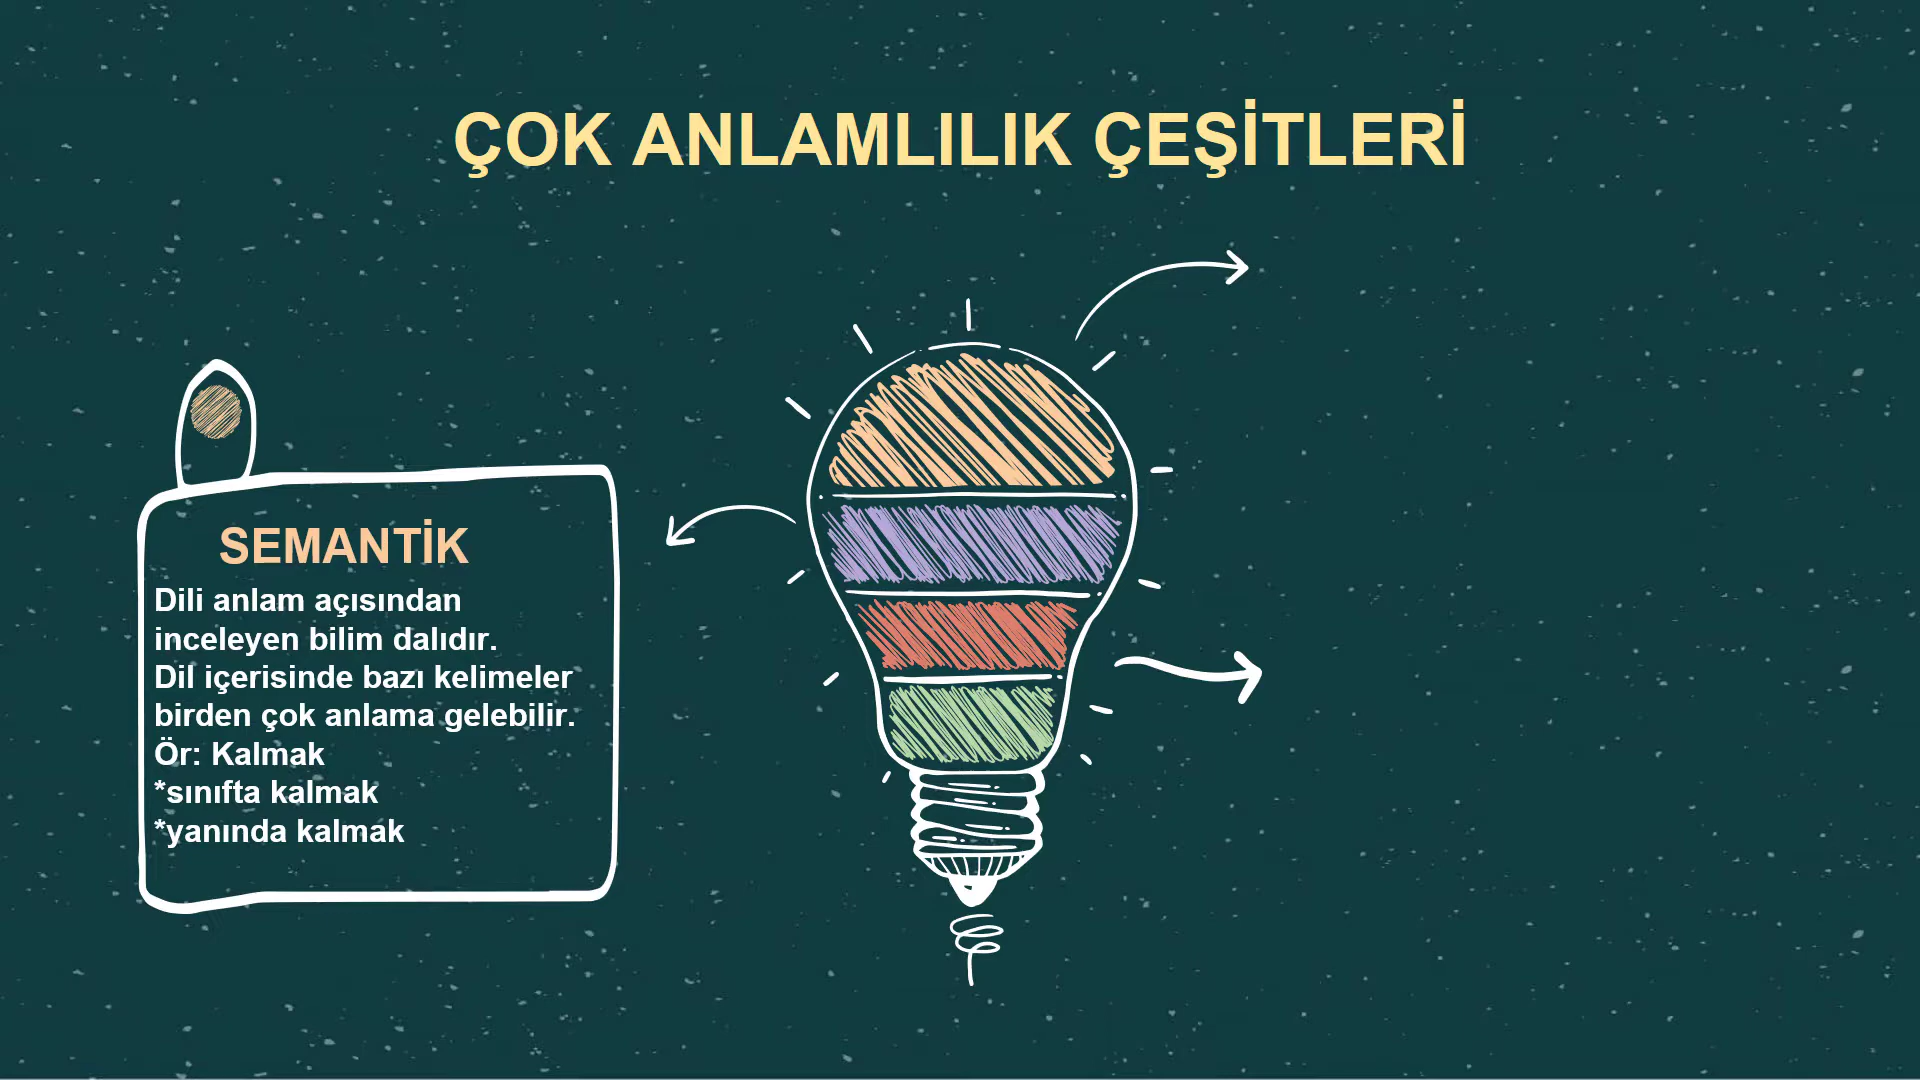 ÇOK ANLAMLILIK ÇEŞİTLERİ
SEMANTİK
Dili anlam açısından
inceleyen bilim dalıdır.
Dil içerisinde bazı kelimeler
birden çok anlama gelebilir.
Ör: Kalmak
*sınıfta kalmak
*yanında kalmak